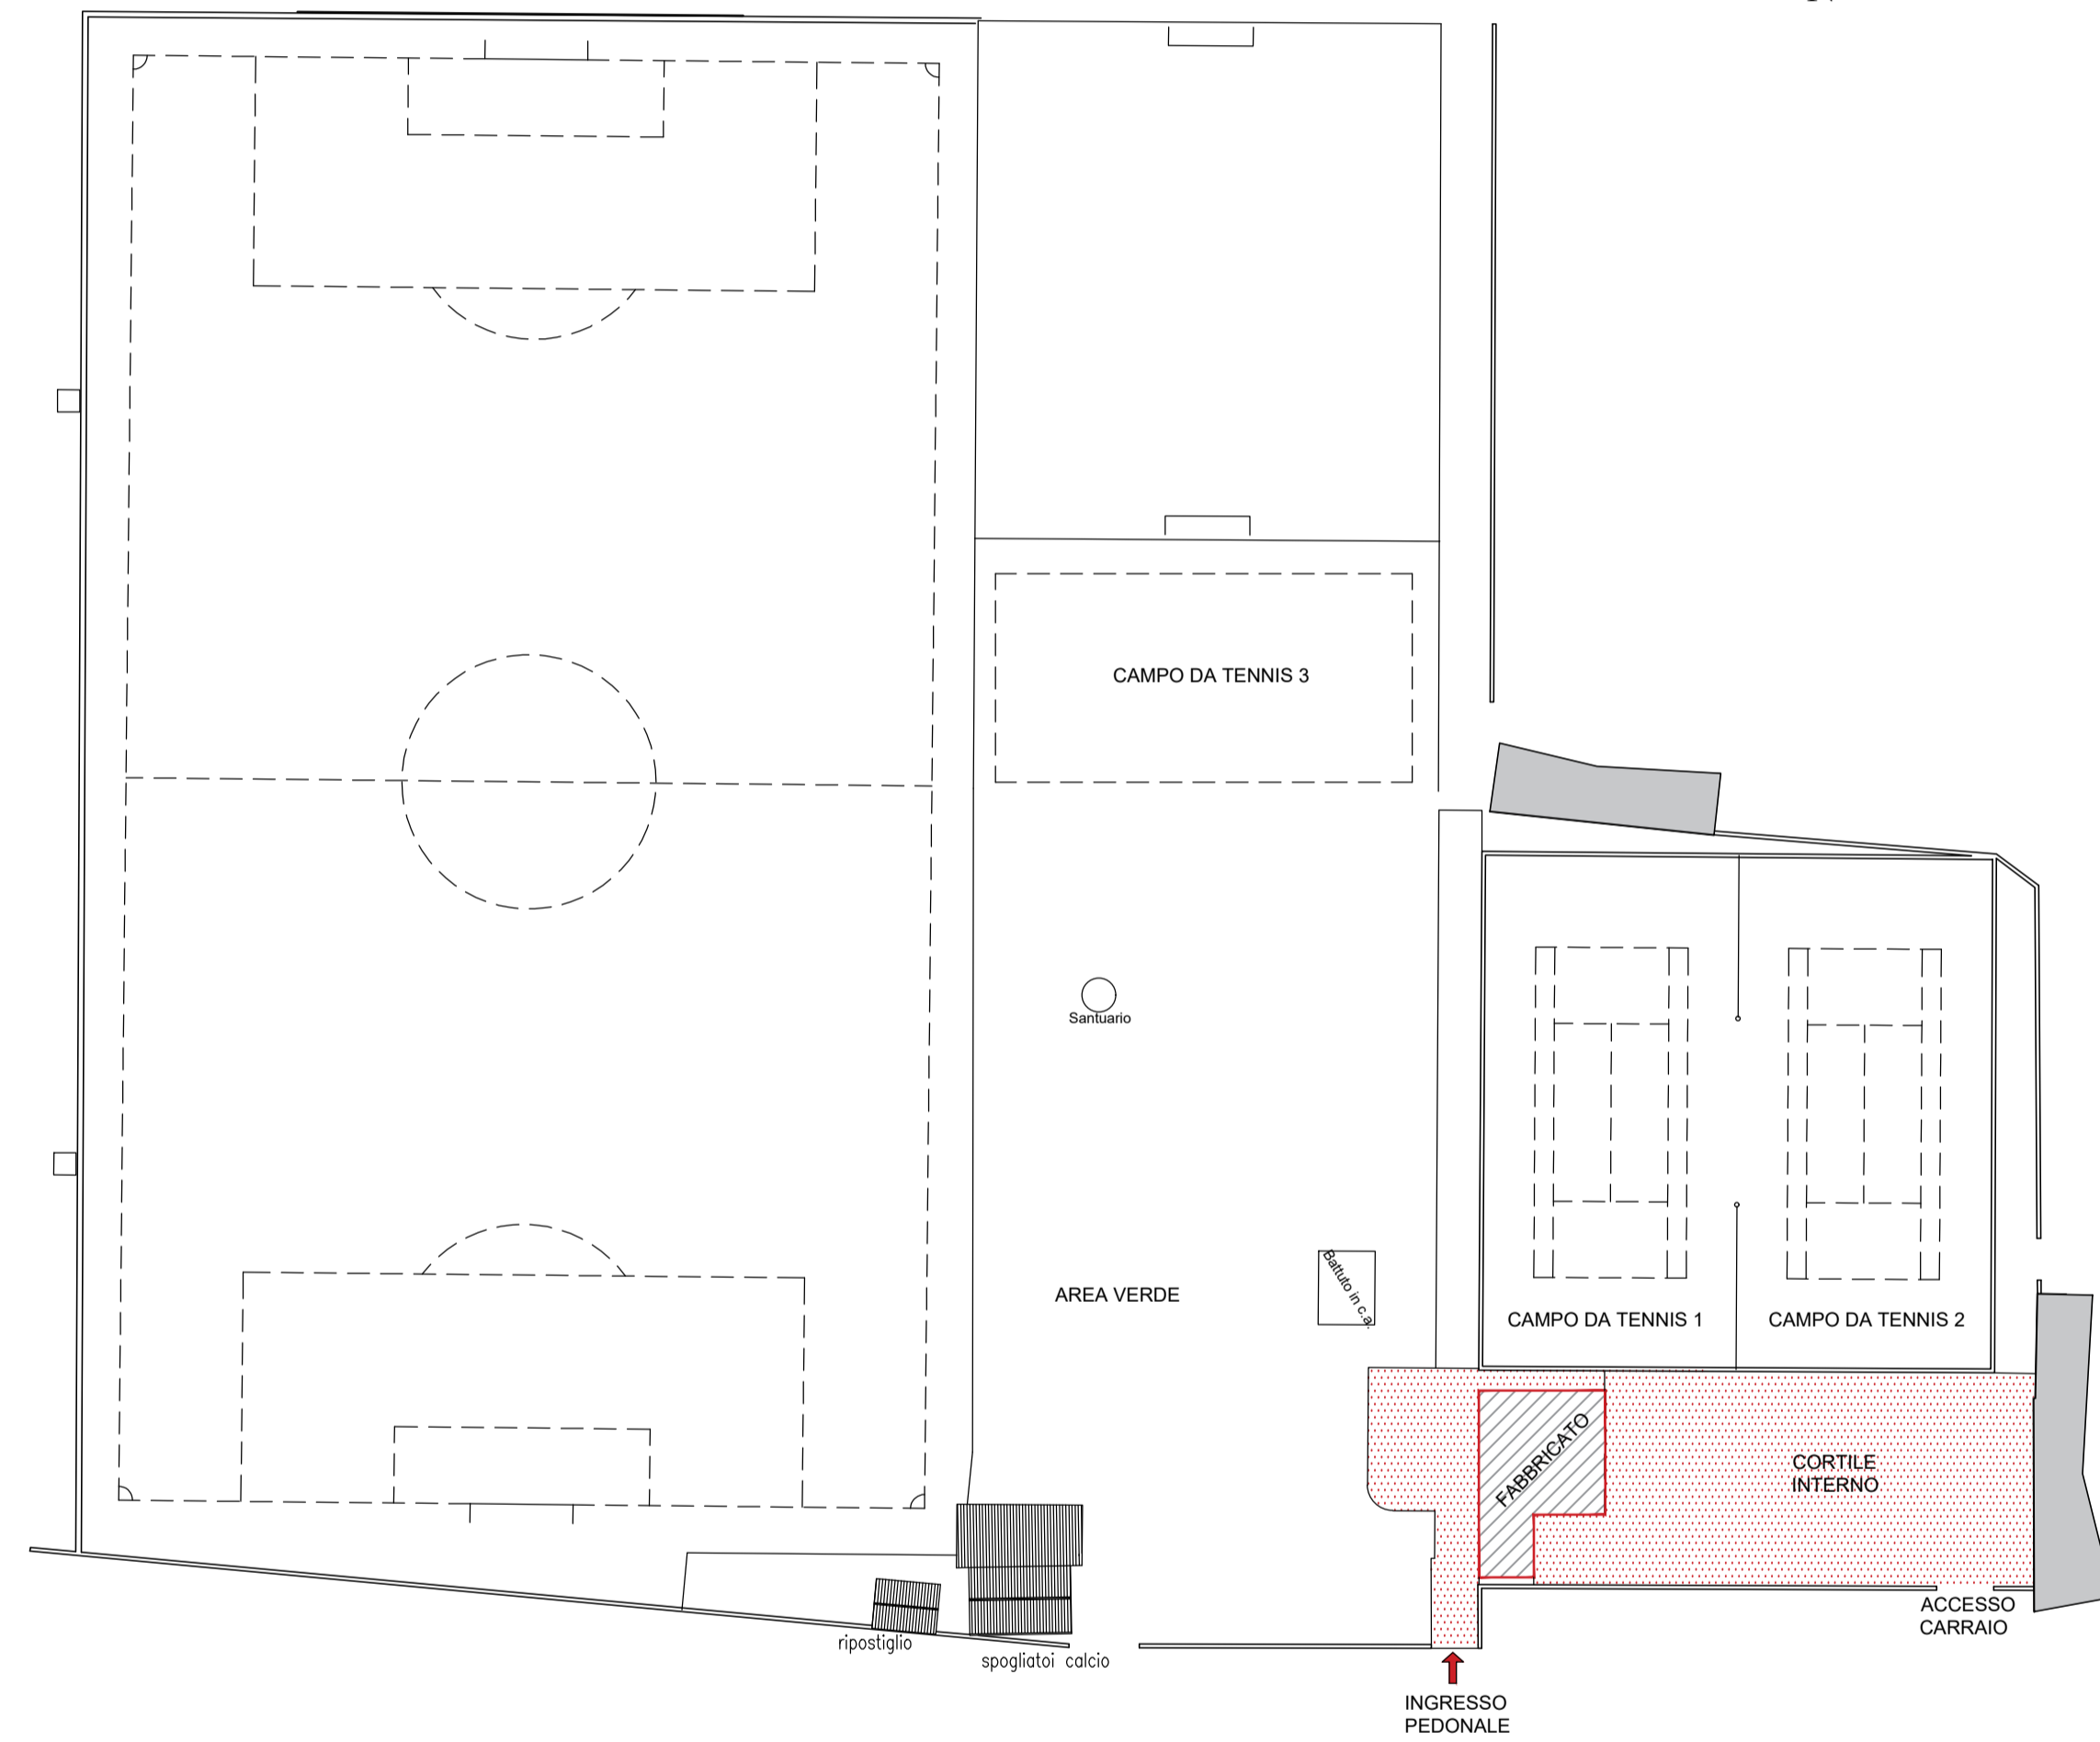 CAMPO DA TENNIS 3
Santuario
AREA VERDE
Battuto in c.a.
CAMPO DA TENNIS 1
CAMPO DA TENNIS 2
FABBRICATO
CORTILE
INTERNO
ACCESSO
CARRAIO
ripostiglio
spogliatoi calcio
INGRESSO
PEDONALE